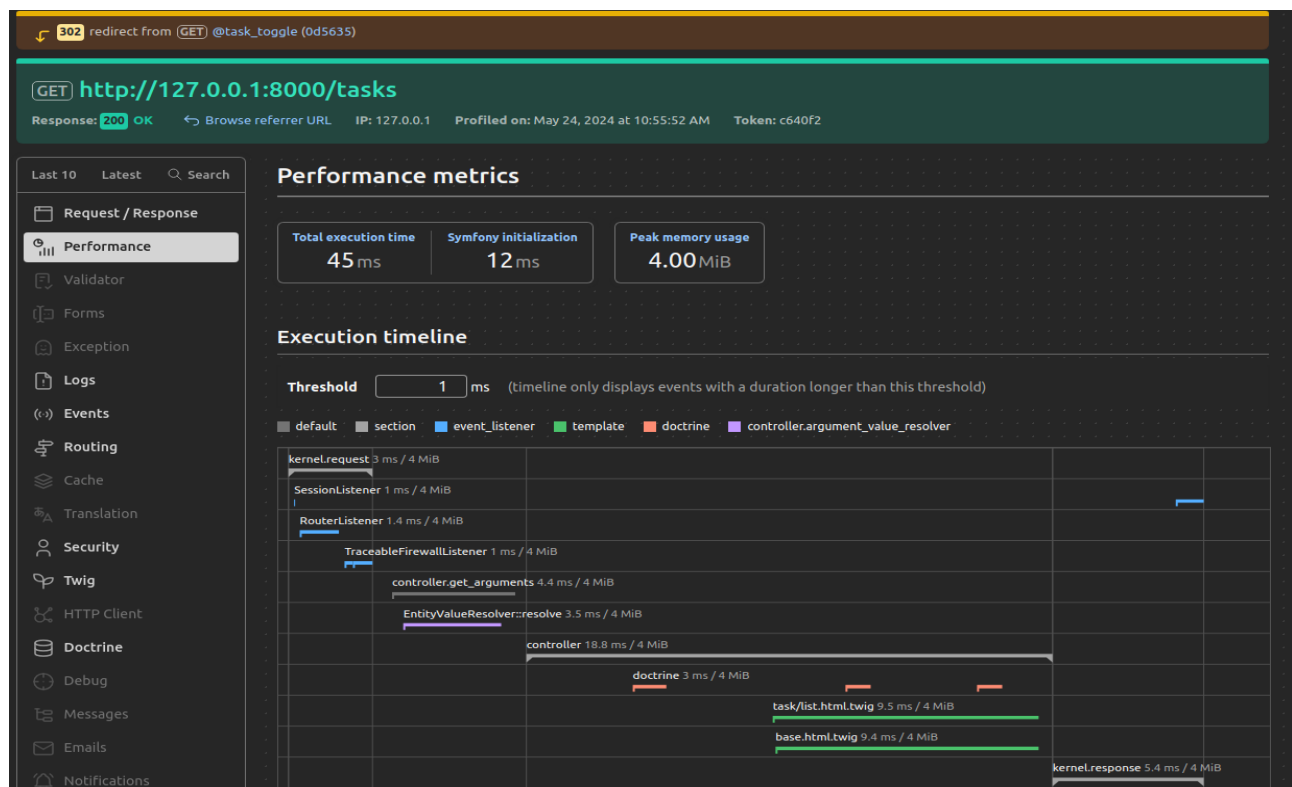 302 redirect from GET @task_toggle (0d5635)
GET http://127.0.0.1:8000/tasks
Response: 200 OK Browse referrer URL IP: 127.0.0.1 Profiled on: May 24, 2024 at 10:55:52 AM Token: c640f2
Last 10 Latest Search
Request / Response
Performance
Validator
Forms
Exception
Logs
Events
Routing
Cache
Translation
Security
Twig
HTTP Client
Doctrine
Debug
Messages
Emails
Notifications
Performance metrics
Total execution time Symfony initialization Peak memory usage
45 ms 12 ms 4.00 MiB
Execution timeline
Threshold 1 ms (timeline only displays events with a duration longer than this threshold)
default section event_listener template doctrine controller.argument_value_resolver
kernel.request 3 ms / 4 MiB
SessionListener 1 ms / 4 MiB
RouterListener 1.4 ms / 4 MiB
TraceableFirewallListener 1 ms / 4 MiB
controller.get_arguments 4.4 ms / 4 MiB
EntityValueResolver::resolve 3.5 ms / 4 MiB
controller 18.8 ms / 4 MiB
doctrine 3 ms / 4 MiB
task/list.html.twig 9.5 ms / 4 MiB
base.html.twig 9.4 ms / 4 MiB
kernel.response 5.4 ms / 4 MiB